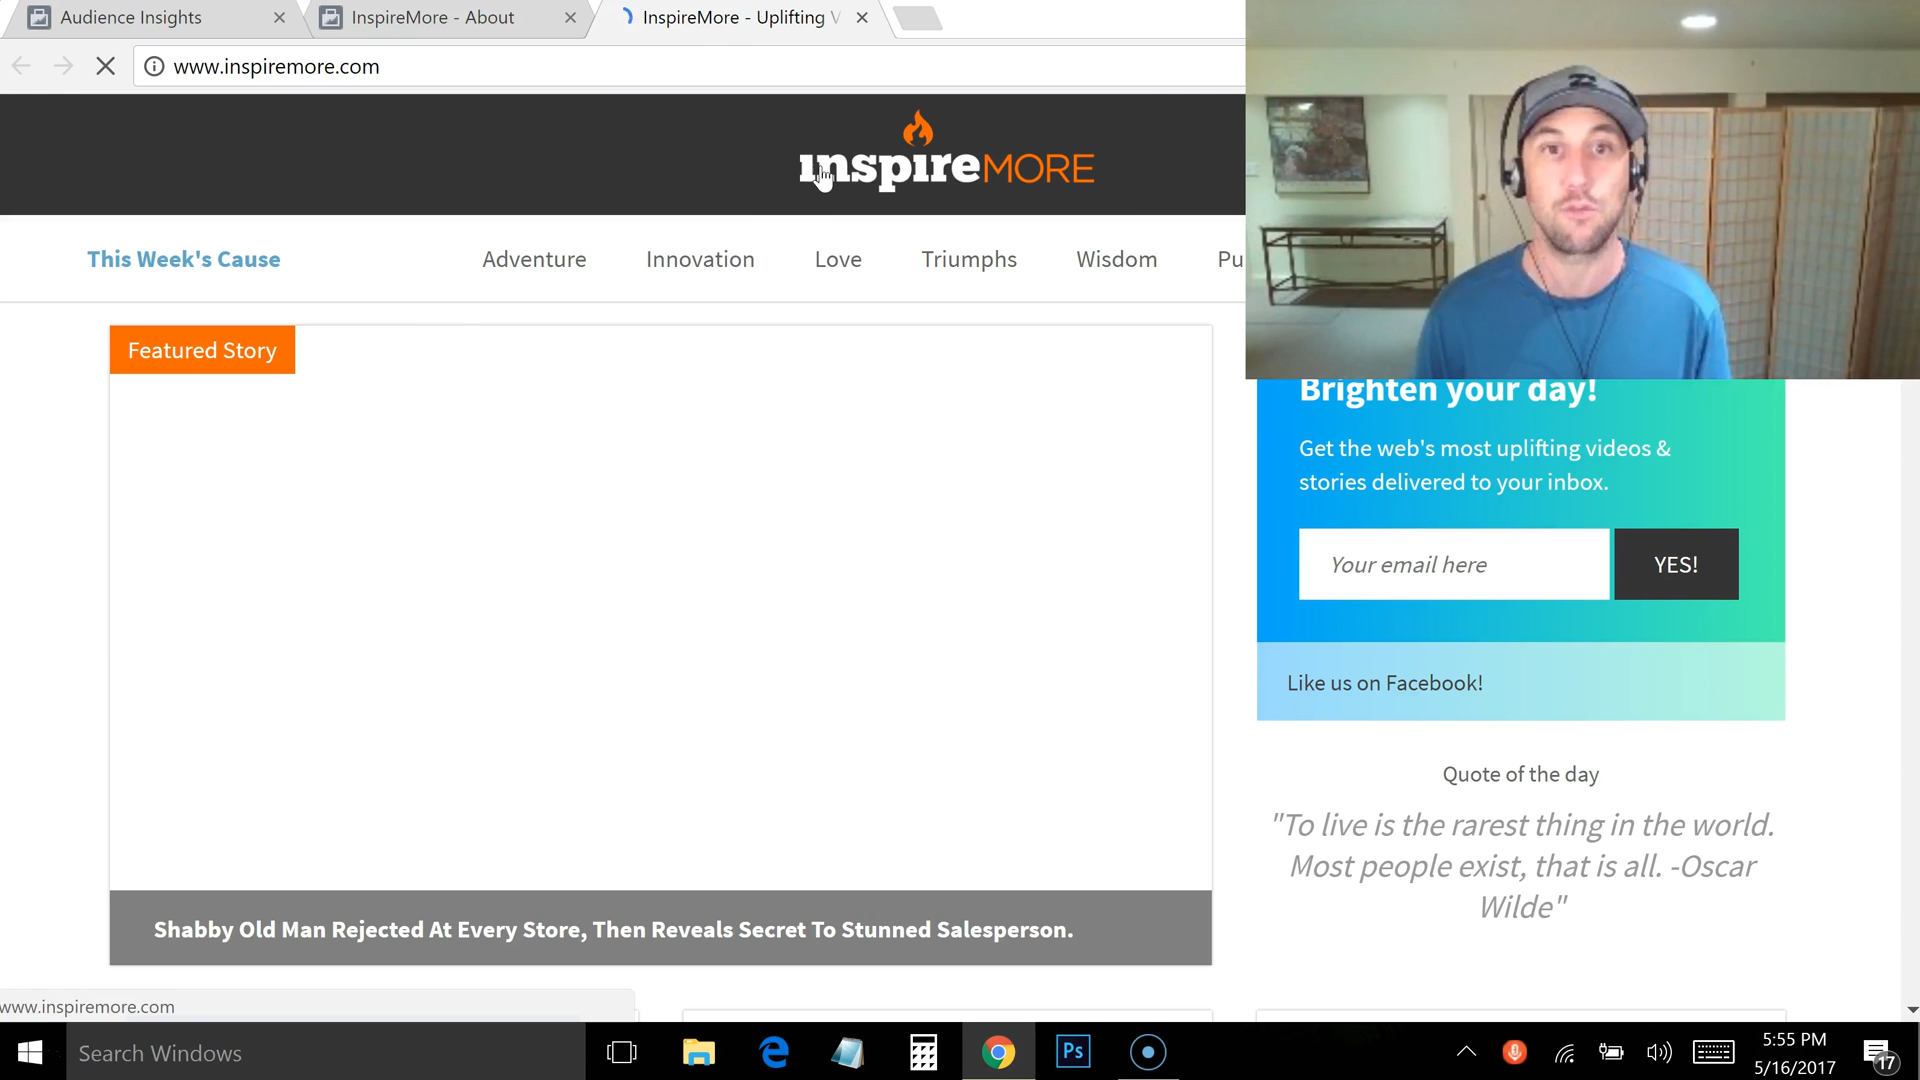 Audience Insights
InspireMore - About
InspireMore - Uplifting V
www.inspiremore.com
inspireMORE
This Week's Cause
Adventure
Innovation
Love
Triumphs
Wisdom
Pu
Featured Story
Brighten your day!
Get the web's most uplifting videos &
stories delivered to your inbox.
Your email here
YES!
Like us on Facebook!
Quote of the day
"To live is the rarest thing in the world.
Most people exist, that is all. -Oscar
Wilde"
Shabby Old Man Rejected At Every Store, Then Reveals Secret To Stunned Salesperson.
www.inspiremore.com
Search Windows
Ps
5:55 PM
5/16/2017
17